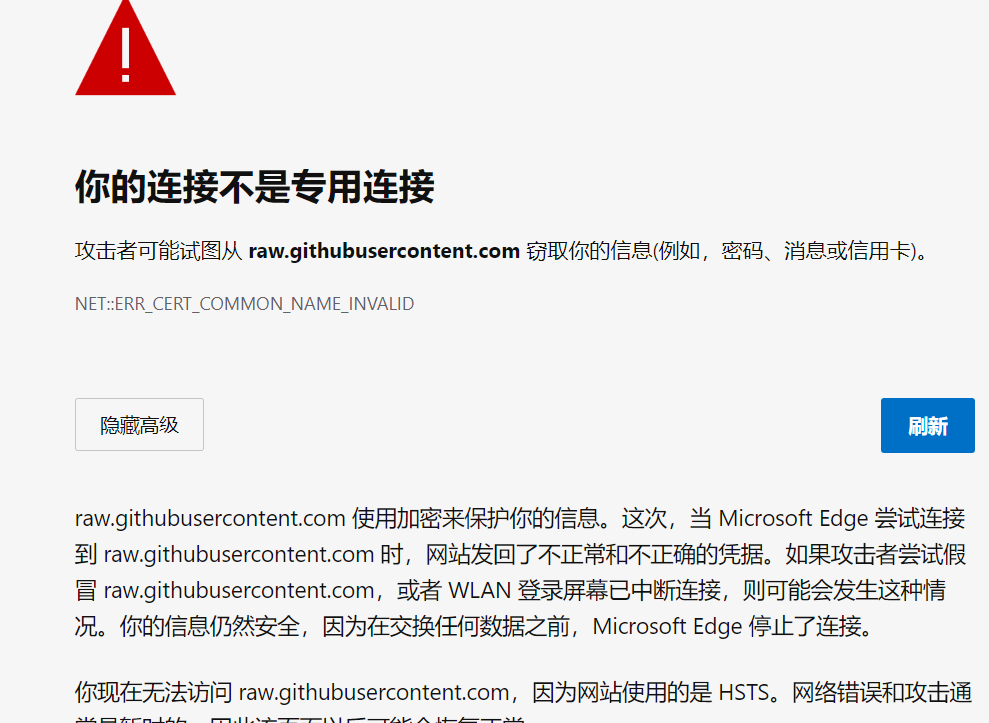 你的连接不是专用连接
攻击者可能试图从 raw.githubusercontent.com 窃取你的信息(例如，密码、消息或信用卡)。
NET::ERR_CERT_COMMON_NAME_INVALID
隐藏高级
刷新
raw.githubusercontent.com 使用加密来保护你的信息。这次，当 Microsoft Edge 尝试连接
到 raw.githubusercontent.com 时，网站发回了不正常和不正确的凭据。如果攻击者尝试假
冒 raw.githubusercontent.com，或者 WLAN 登录屏幕已中断连接，则可能会发生这种情
况。你的信息仍然安全，因为在交换任何数据之前，Microsoft Edge 停止了连接。
你现在无法访问 raw.githubusercontent.com，因为网站使用的是 HSTS。网络错误和攻击通